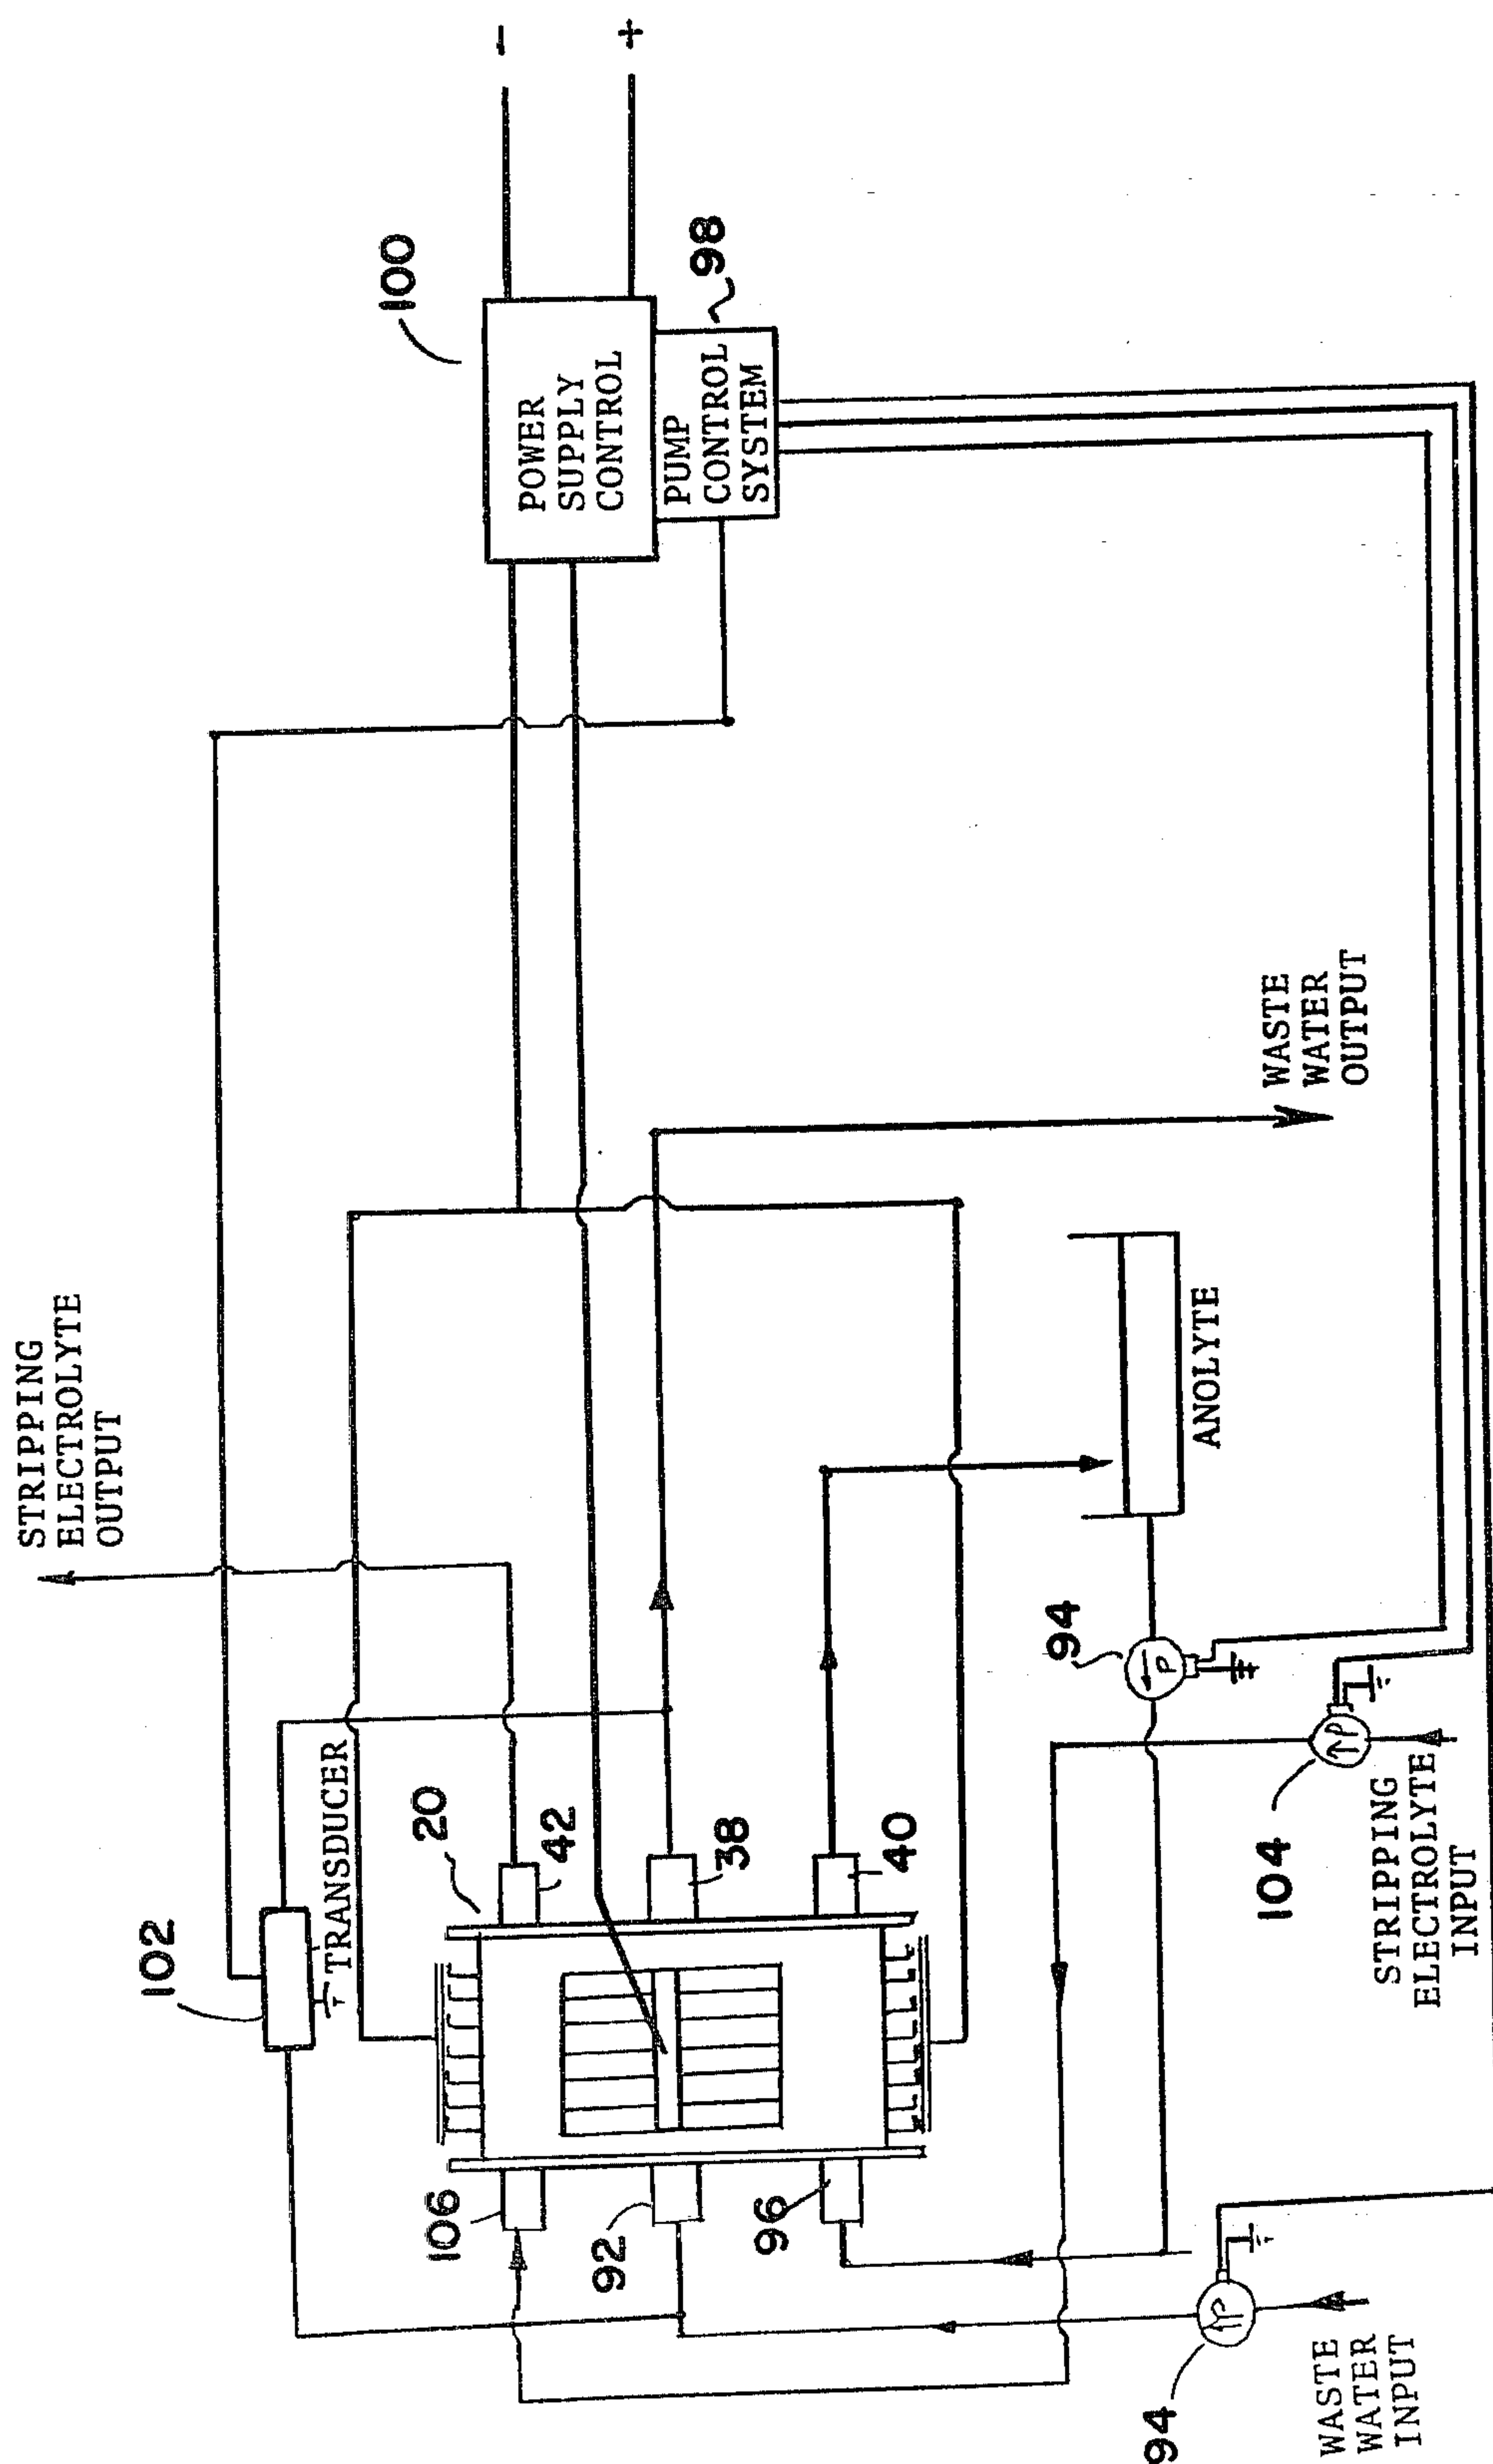 -
+
100
POWER
SUPPLY
CONTROL
98
PUMP
CONTROL
SYSTEM
STRIPPING
ELECTROLYTE
OUTPUT
WASTE
WATER
OUTPUT
102
TRANSDUCER
20
42
38
40
ANOLYTE
94
P
104
P
STRIPPING
ELECTROLYTE
INPUT
106
92
96
94
P
WASTE
WATER
INPUT